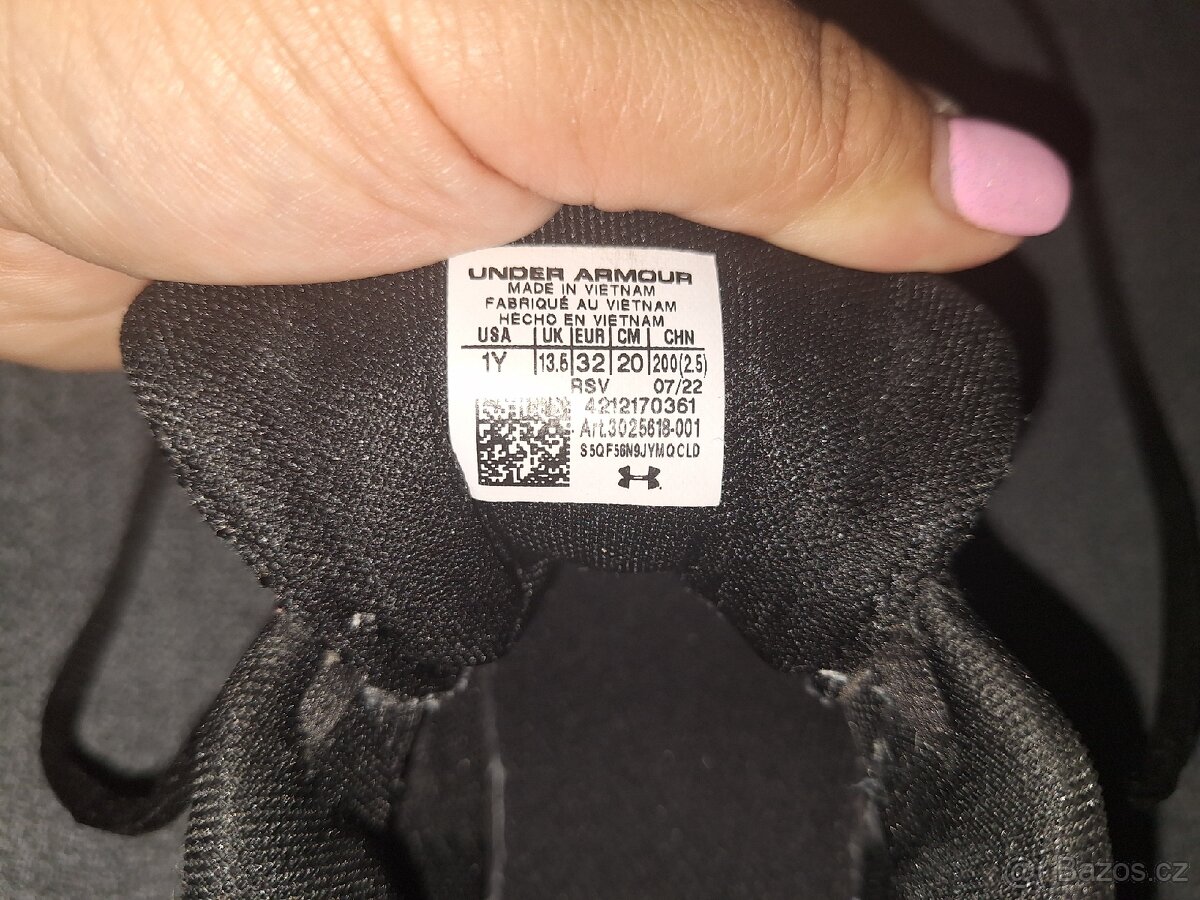 UNDER ARMOUR
MADE IN VIETNAM
FABRIQUÉ AU VIETNAM
HECHO EN VIETNAM
USA UK EUR CM CHN
1Y 13.5 32 20 200(2.5)
RSV 07/22
4212170361
Art.3025618-001
S5QF56N9JYMQCLD
Bazos.cz